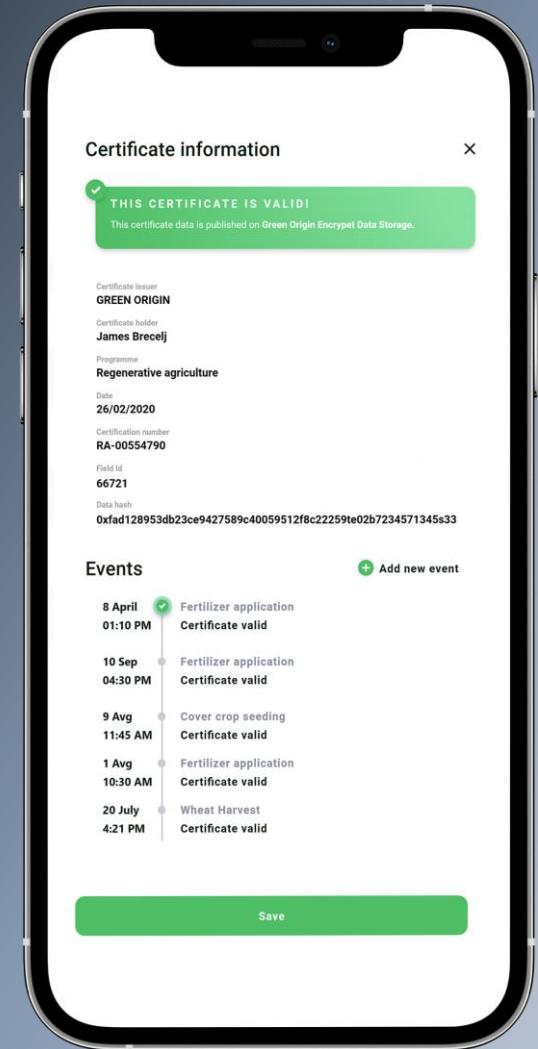 Certificate information
THIS CERTIFICATE IS VALID!
This certificate data is published on Green Origin Encrypet Data Storage.
Certificate issuer
GREEN ORIGIN
Certificate holder
James Brecelj
Programme
Regenerative agriculture
Date
26/02/2020
Certification number
RA-00554790
Field Id
66721
Data hash
0xfad128953db23ce9427589c40059512f8c22259te02b7234571345s33
Events
Add new event
8 April Fertilizer application
01:10 PM Certificate valid
10 Sep Fertilizer application
04:30 PM Certificate valid
9 Avg Cover crop seeding
11:45 AM Certificate valid
1 Avg Fertilizer application
10:30 AM Certificate valid
20 July Wheat Harvest
4:21 PM Certificate valid
Save